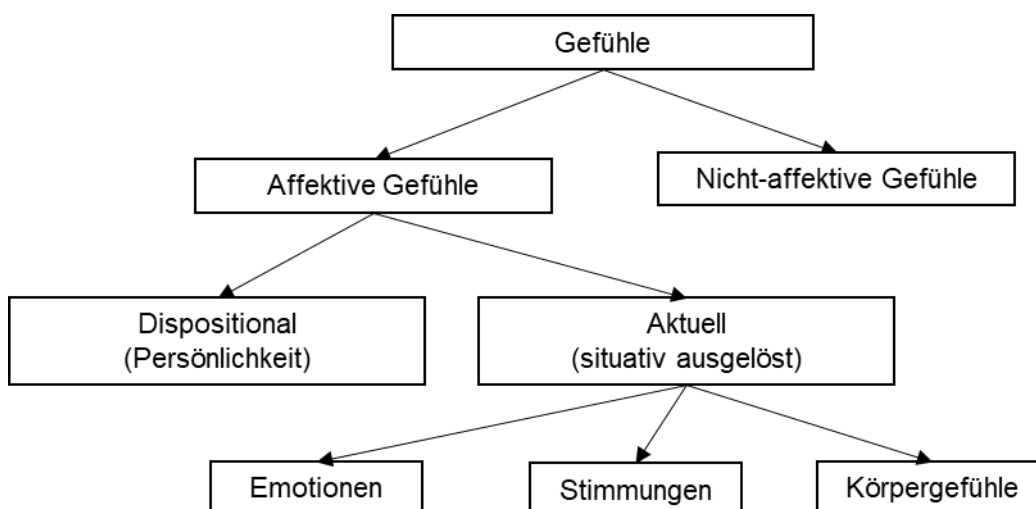 Gefühle
Affektive Gefühle
Nicht-affektive Gefühle
Dispositional
(Persönlichkeit)
Aktuell
(situativ ausgelöst)
Emotionen
Stimmungen
Körpergefühle